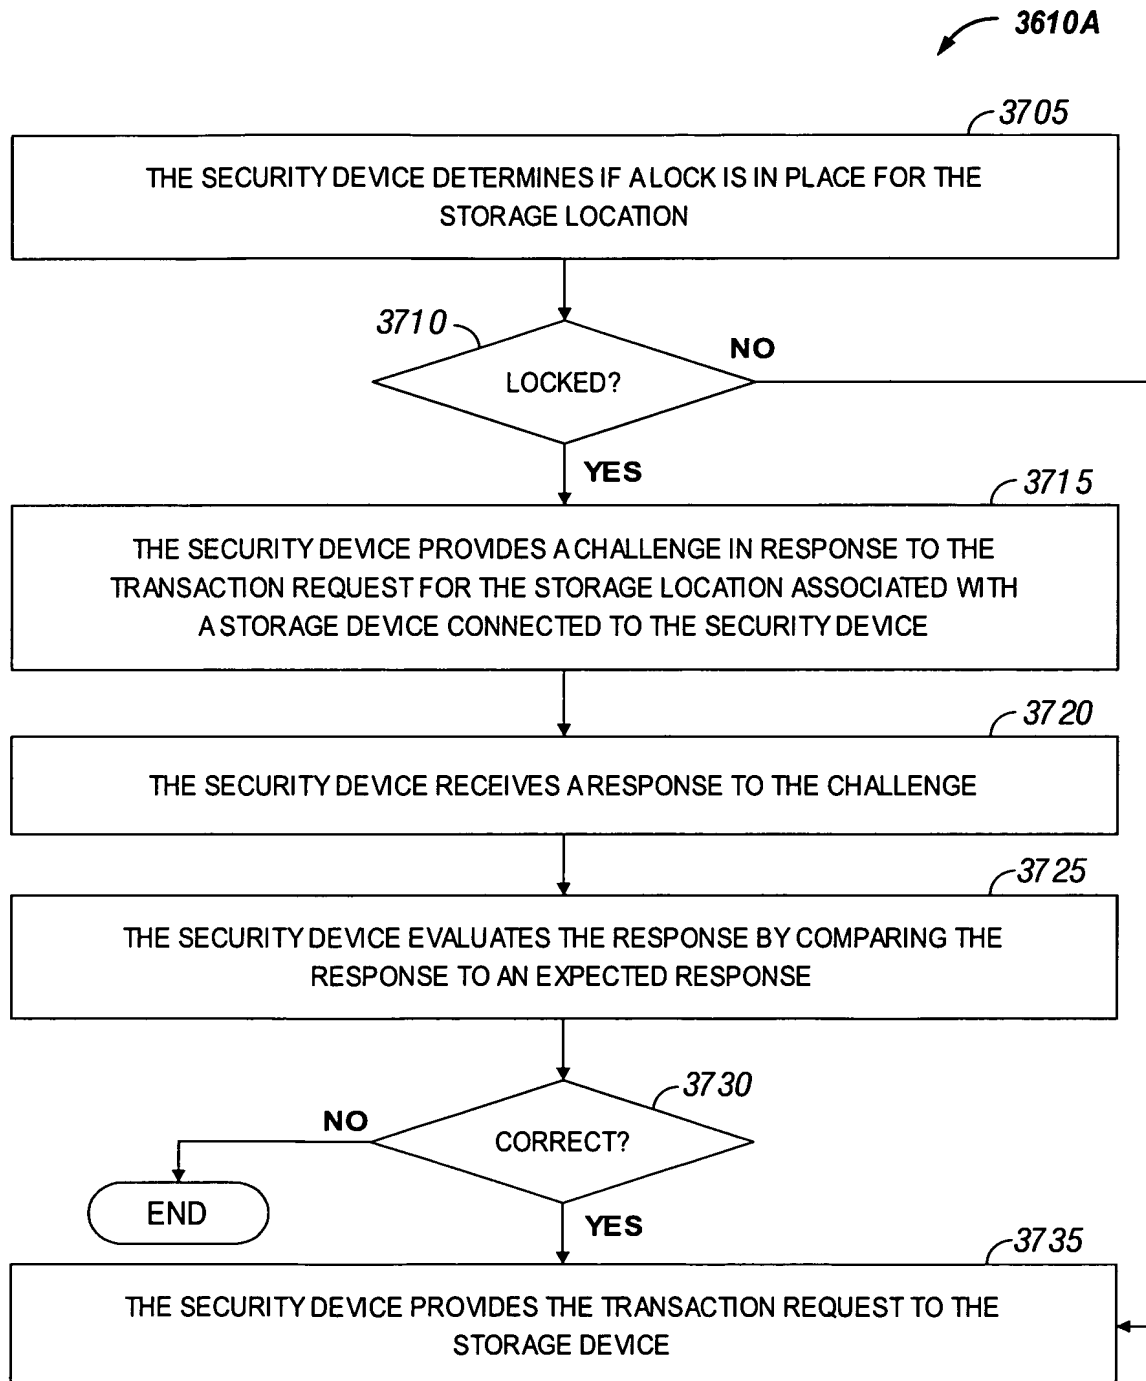 3610A
3705
THE SECURITY DEVICE DETERMINES IF A LOCK IS IN PLACE FOR THE
STORAGE LOCATION
3710
NO
LOCKED?
YES
3715
THE SECURITY DEVICE PROVIDES A CHALLENGE IN RESPONSE TO THE
TRANSACTION REQUEST FOR THE STORAGE LOCATION ASSOCIATED WITH
A STORAGE DEVICE CONNECTED TO THE SECURITY DEVICE
3720
THE SECURITY DEVICE RECEIVES A RESPONSE TO THE CHALLENGE
3725
THE SECURITY DEVICE EVALUATES THE RESPONSE BY COMPARING THE
RESPONSE TO AN EXPECTED RESPONSE
3730
NO
CORRECT?
END
YES
3735
THE SECURITY DEVICE PROVIDES THE TRANSACTION REQUEST TO THE
STORAGE DEVICE